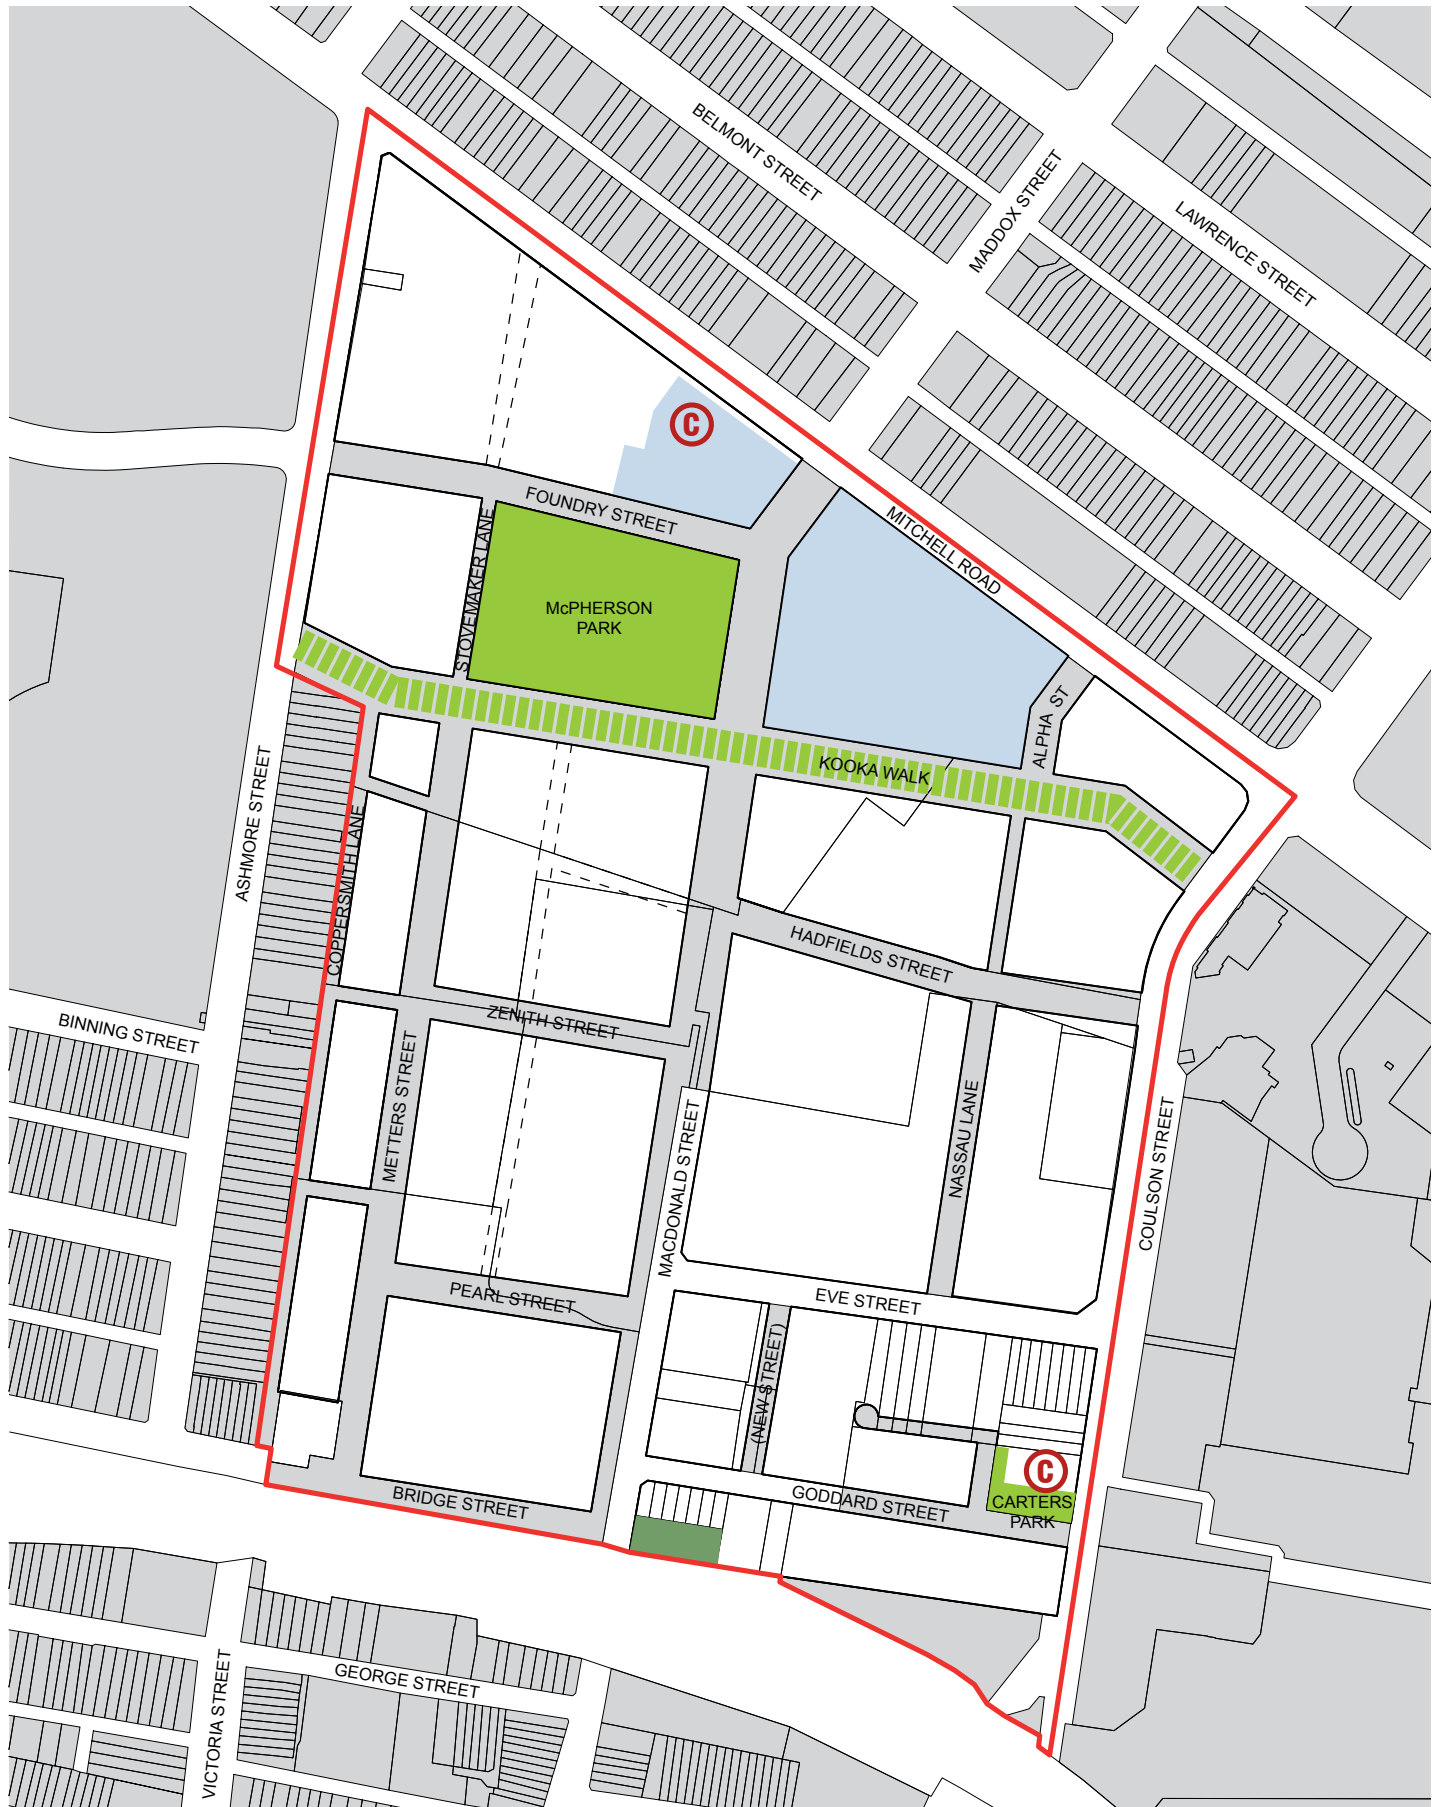 BELMONT STREET
MADDOX STREET
LAWRENCE STREET
C
FOUNDRY STREET
MITCHELL ROAD
STOVEMAKER LANE
McPHERSON
PARK
ALPHA ST
KOOKA WALK
ASHMORE STREET
COPPERSMITH LANE
HADFIELDS STREET
ZENITH STREET
BINNING STREET
METTERS STREET
MACDONALD STREET
NASSAU LANE
COULSON STREET
PEARL STREET
EVE STREET
(NEW STREET)
C
BRIDGE STREET
GODDARD STREET
CARTERS
PARK
GEORGE STREET
VICTORIA STREET